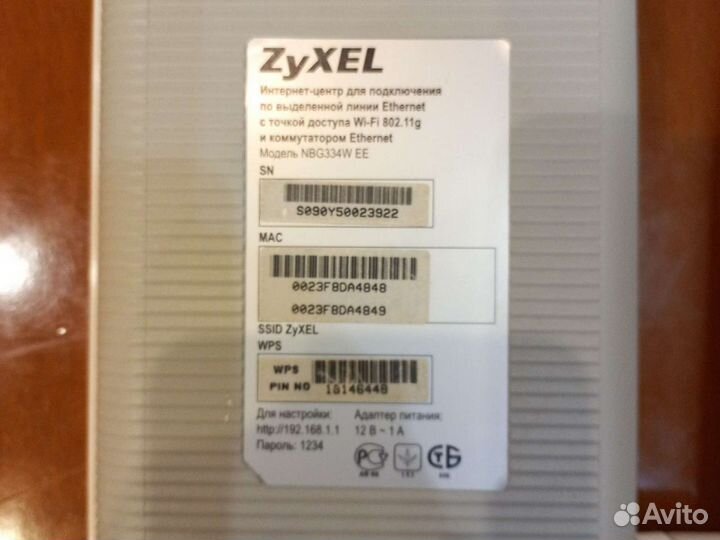 ZyXEL
Интернет-центр для подключения
по выделенной линии Ethernet
с точкой доступа Wi-Fi 802.11g
и коммутатором Ethernet
Модель NBG334W EE
SN
S090Y50023922
MAC
0023F8DA4848
0023F8DA4849
SSID ZyXEL
WPS
WPS
PIN NO 18146448
Для настройки: Адаптер питания:
http://192.168.1.1 12 В ~ 1 А
Пароль: 1234
Avito